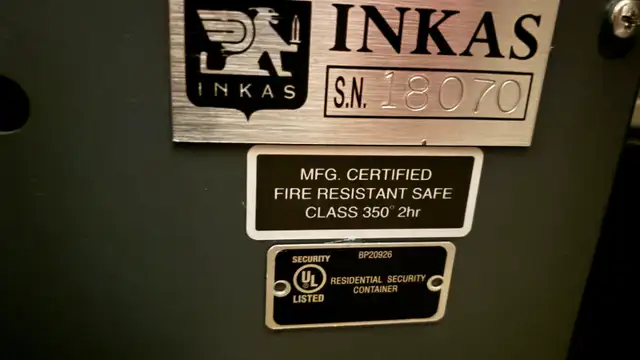 INKAS
INKAS
S.N. 18070
MFG. CERTIFIED
FIRE RESISTANT SAFE
CLASS 350° 2hr
SECURITY
BP20926
UL
LISTED
RESIDENTIAL SECURITY
CONTAINER